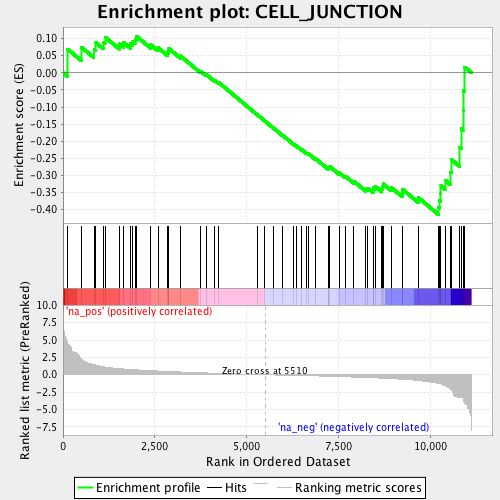 Enrichment plot: CELL_JUNCTION
Enrichment score (ES)
0.10
0.05
0.00
-0.05
-0.10
-0.15
-0.20
-0.25
-0.30
-0.35
-0.40
Ranked list metric (PreRanked)
10.0
7.5
5.0
2.5
0.0
-2.5
-5.0
-7.5
'na_pos' (positively correlated)
Zero cross at 5510
'na_neg' (negatively correlated)
0
2,500
5,000
7,500
10,000
Rank in Ordered Dataset
Enrichment profile
Hits
Ranking metric scores